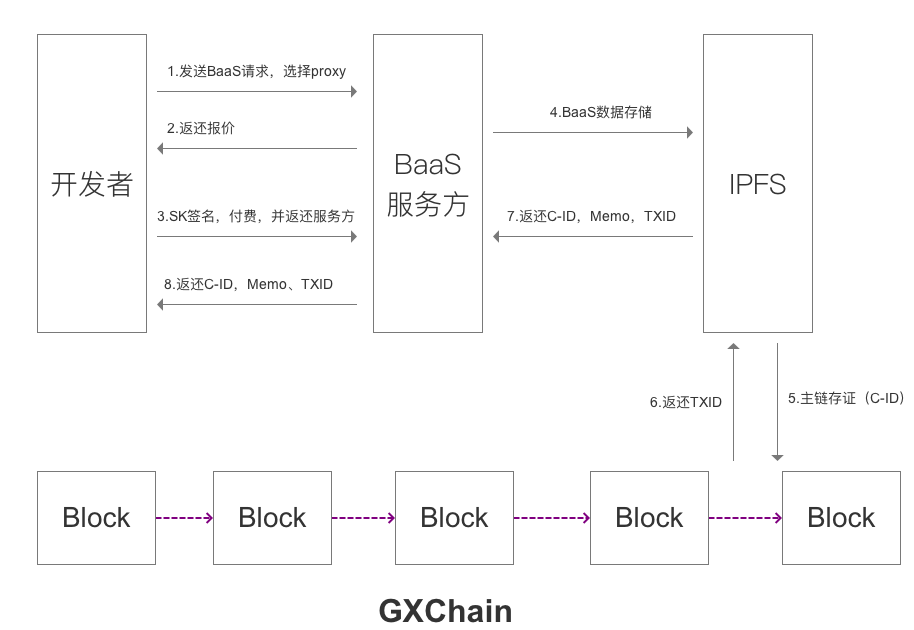 1.发送BaaS请求，选择proxy
2.返还报价
4.BaaS数据存储
开发者
BaaS
服务方
IPFS
3.SK签名，付费，并返还服务方
7.返还C-ID，Memo，TXID
8.返还C-ID，Memo、TXID
6.返还TXID
5.主链存证（C-ID）
Block
Block
Block
Block
Block
GXChain